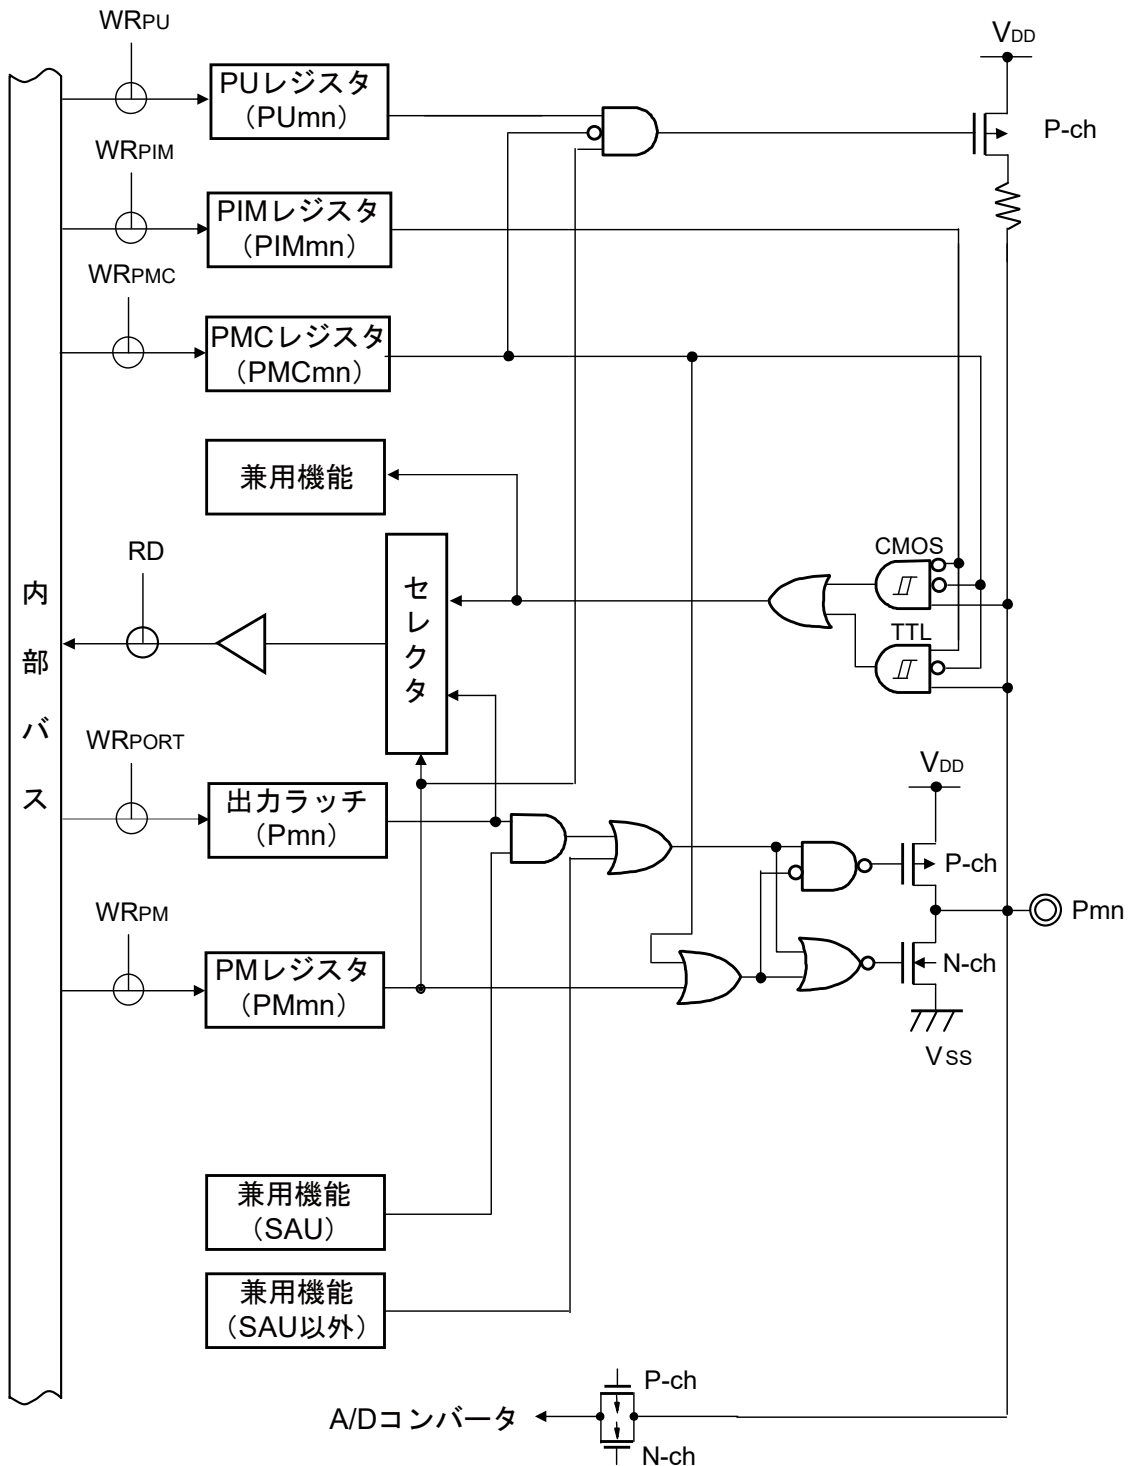 WRPU
VDD
PUレジスタ
（PUmn）
P-ch
WRPIM
PIMレジスタ
（PIMmn）
WRPMC
PMCレジスタ
（PMCmn）
兼用機能
CMOS
RD
セレクタ
内部バス
TTL
WRPORT
VDD
出力ラッチ
（Pmn）
P-ch
WRPM
Pmn
PMレジスタ
（PMmn）
N-ch
VSS
兼用機能
（SAU）
兼用機能
（SAU以外）
P-ch
A/Dコンバータ
N-ch